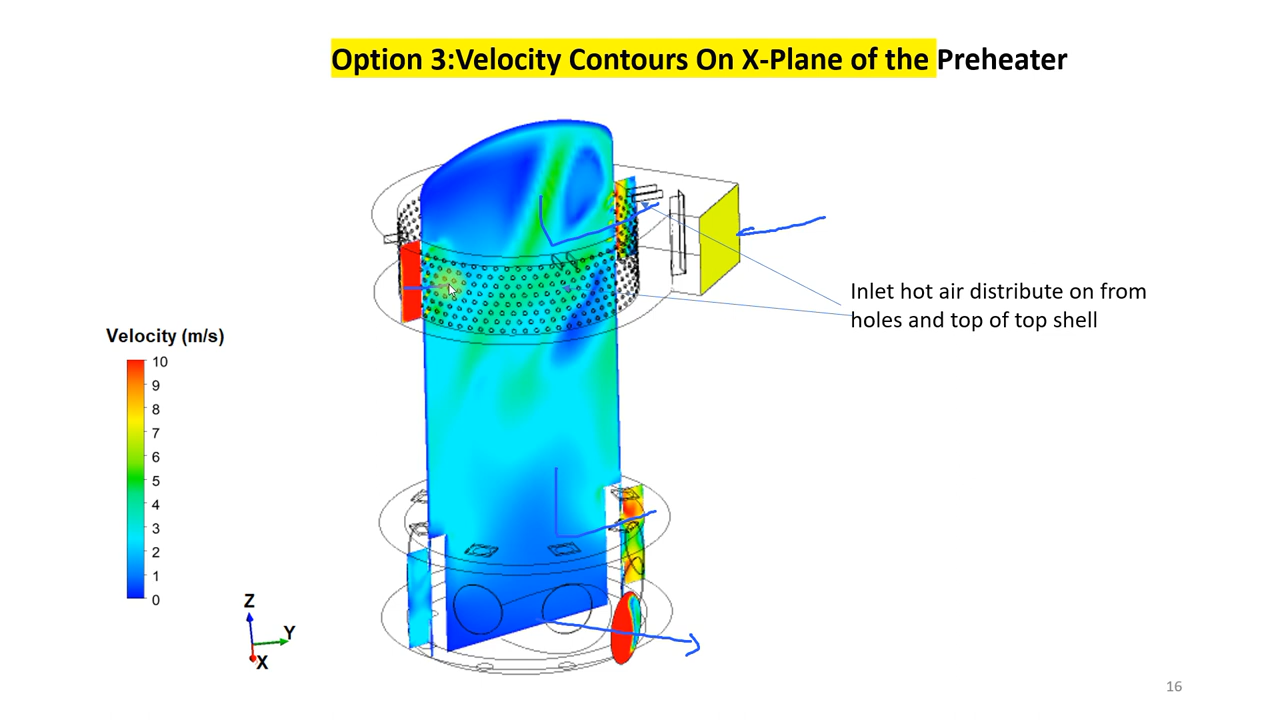 Option 3:Velocity Contours On X-Plane of the Preheater
Inlet hot air distribute on from
holes and top of top shell
Velocity (m/s)
10
9
8
7
6
5
4
3
2
1
0
Z
Y
X
16